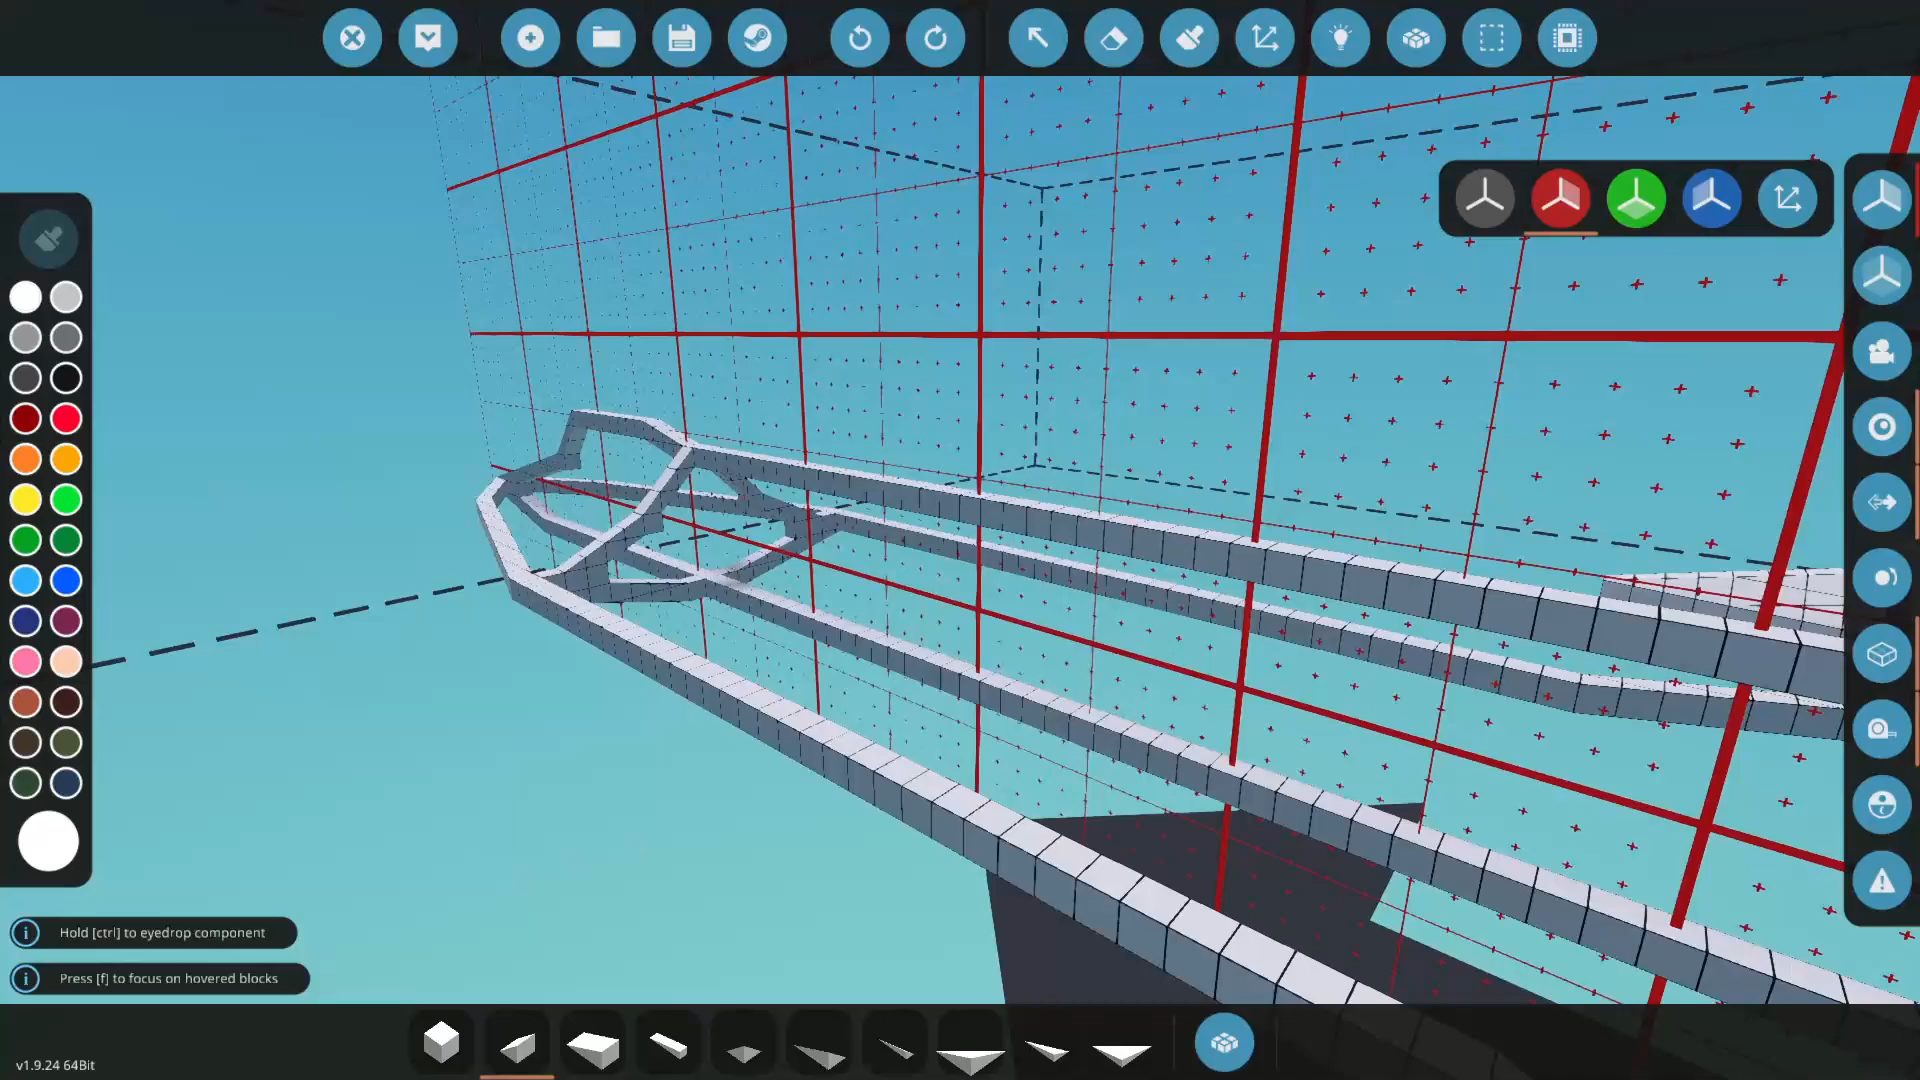 Hold [ctrl] to eyedrop component
Press [f] to focus on hovered blocks
v1.9.24 64Bit